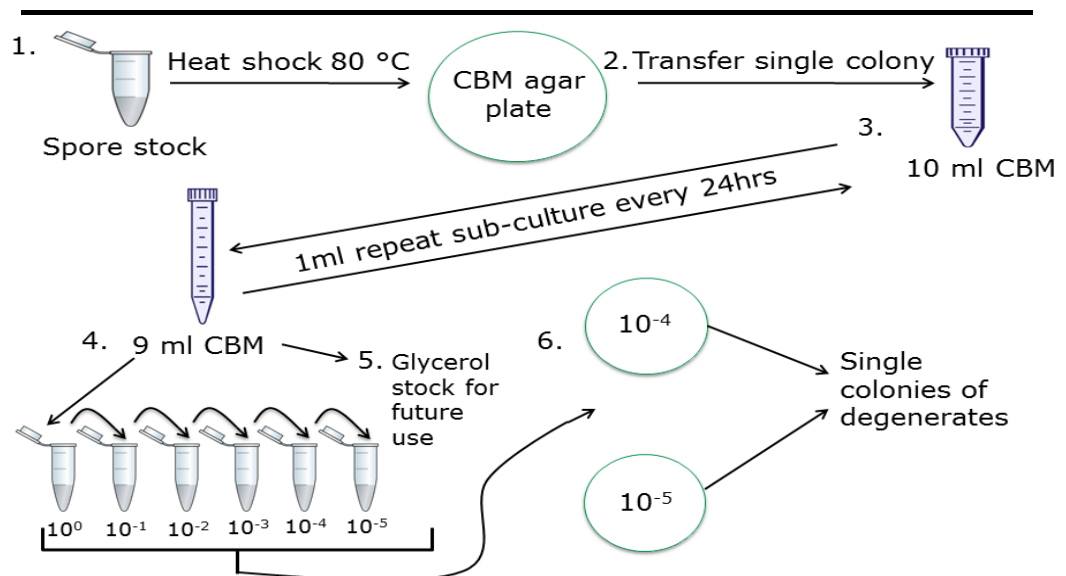 1.
Heat shock 80 °C
Spore stock
CBM agar
plate
2. Transfer single colony
10 ml CBM
3.
1ml repeat sub-culture every 24hrs
9 ml CBM
4.
5. Glycerol
stock for
future
use
10⁰ 10⁻¹ 10⁻² 10⁻³ 10⁻⁴ 10⁻⁵
6.
10⁻⁴
10⁻⁵
Single
colonies of
degenerates